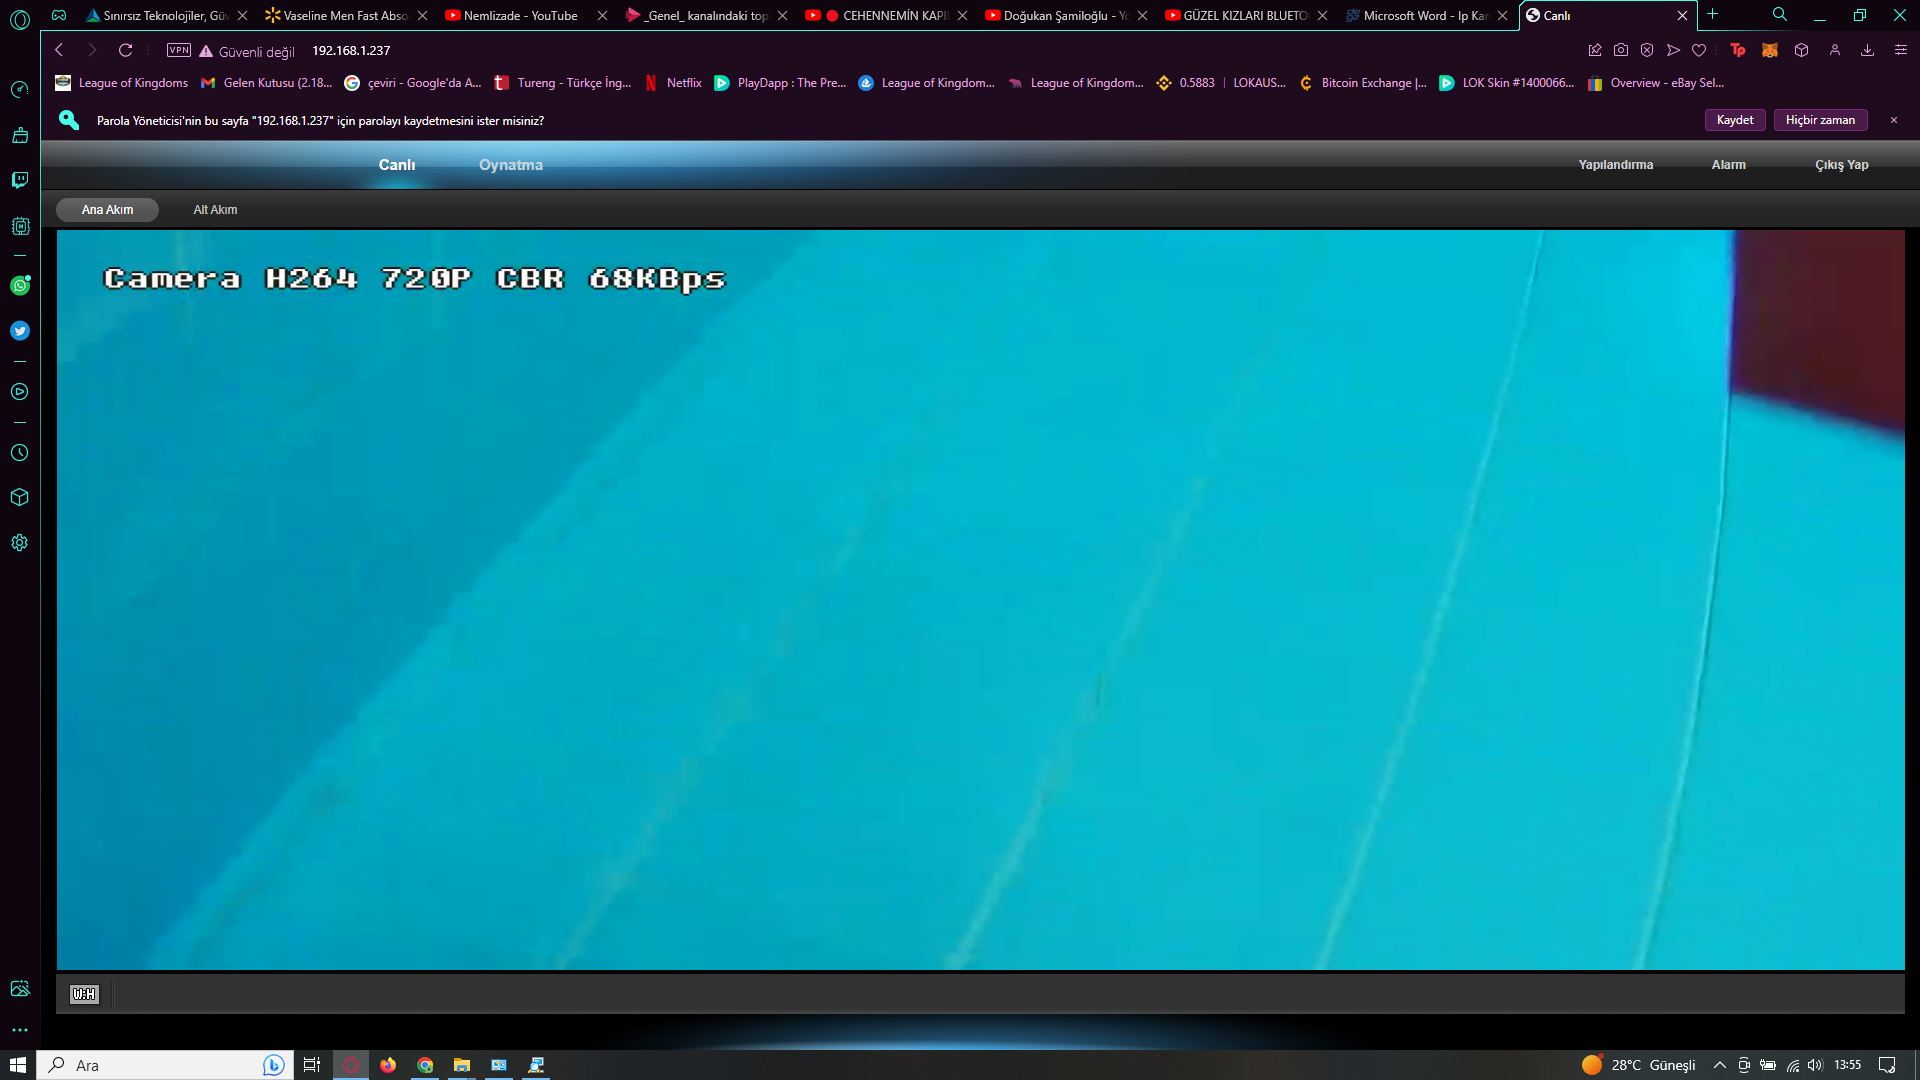 Sınırsız Teknolojiler, Güv
Vaseline Men Fast Abso
Nemlizade - YouTube
_Genel_ kanalındaki top
CEHENNEMİN KAPI
Doğukan Şamiloğlu - Yo
GÜZEL KIZLARI BLUETO
Microsoft Word - Ip Kar
Canlı
VPN
Güvenli değil
192.168.1.237
League of Kingdoms
Gelen Kutusu (2.18...
çeviri - Google'da A...
Tureng - Türkçe İng...
Netflix
PlayDapp : The Pre...
League of Kingdom...
League of Kingdom...
0.5883 | LOKAUS...
Bitcoin Exchange |...
LOK Skin #1400066...
Overview - eBay Sel...
Parola Yöneticisi'nin bu sayfa "192.168.1.237" için parolayı kaydetmesini ister misiniz?
Kaydet
Hiçbir zaman
Canlı
Oynatma
Yapılandırma
Alarm
Çıkış Yap
Ana Akım
Alt Akım
Camera H264 720P CBR 68KBps
W:H
Ara
28°C Güneşli
13:55